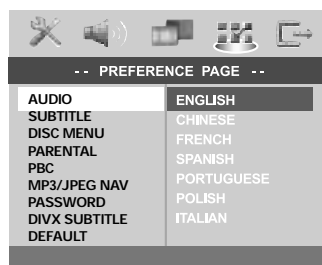 -- PREFERENCE PAGE --
AUDIO
SUBTITLE
DISC MENU
PARENTAL
PBC
MP3/JPEG NAV
PASSWORD
DIVX SUBTITLE
DEFAULT
ENGLISH
CHINESE
FRENCH
SPANISH
PORTUGUESE
POLISH
ITALIAN